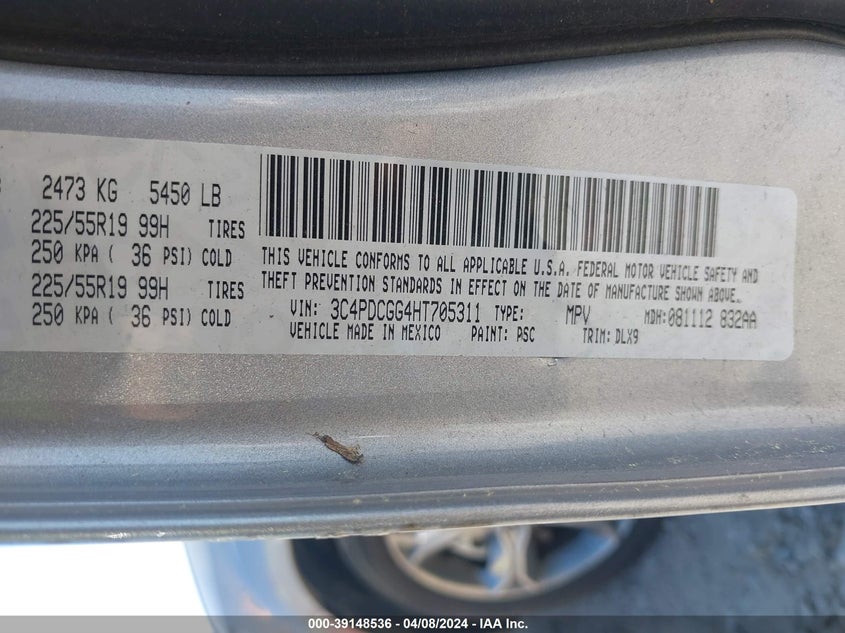 2473 KG 5450 LB
225/55R19 99H TIRES
250 KPA ( 36 PSI) COLD
225/55R19 99H TIRES
250 KPA ( 36 PSI) COLD
THIS VEHICLE CONFORMS TO ALL APPLICABLE U.S.A. FEDERAL MOTOR VEHICLE SAFETY AND
THEFT PREVENTION STANDARDS IN EFFECT ON THE DATE OF MANUFACTURE SHOWN ABOVE.
VIN: 3C4PDCGG4HT705311 TYPE: MPV MDH:081112 832AA
VEHICLE MADE IN MEXICO PAINT: PSC TRIM: DLX9
000-39148536 - 04/08/2024 - IAA Inc.